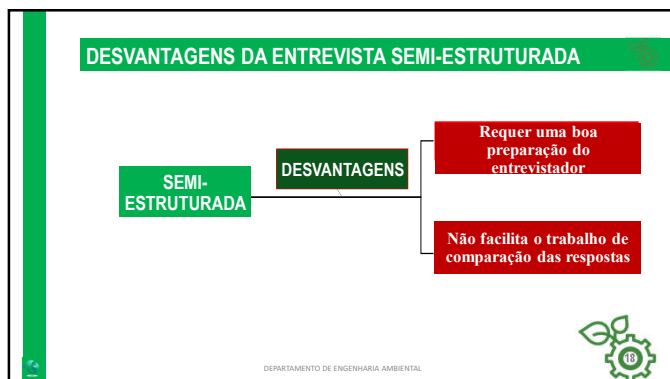 DESVANTAGENS DA ENTREVISTA SEMI-ESTRUTURADA
SEMI-
ESTRUTURADA
DESVANTAGENS
Requer uma boa
preparação do
entrevistador
Não facilita o trabalho de
comparação das respostas
DEPARTAMENTO DE ENGENHARIA AMBIENTAL
18